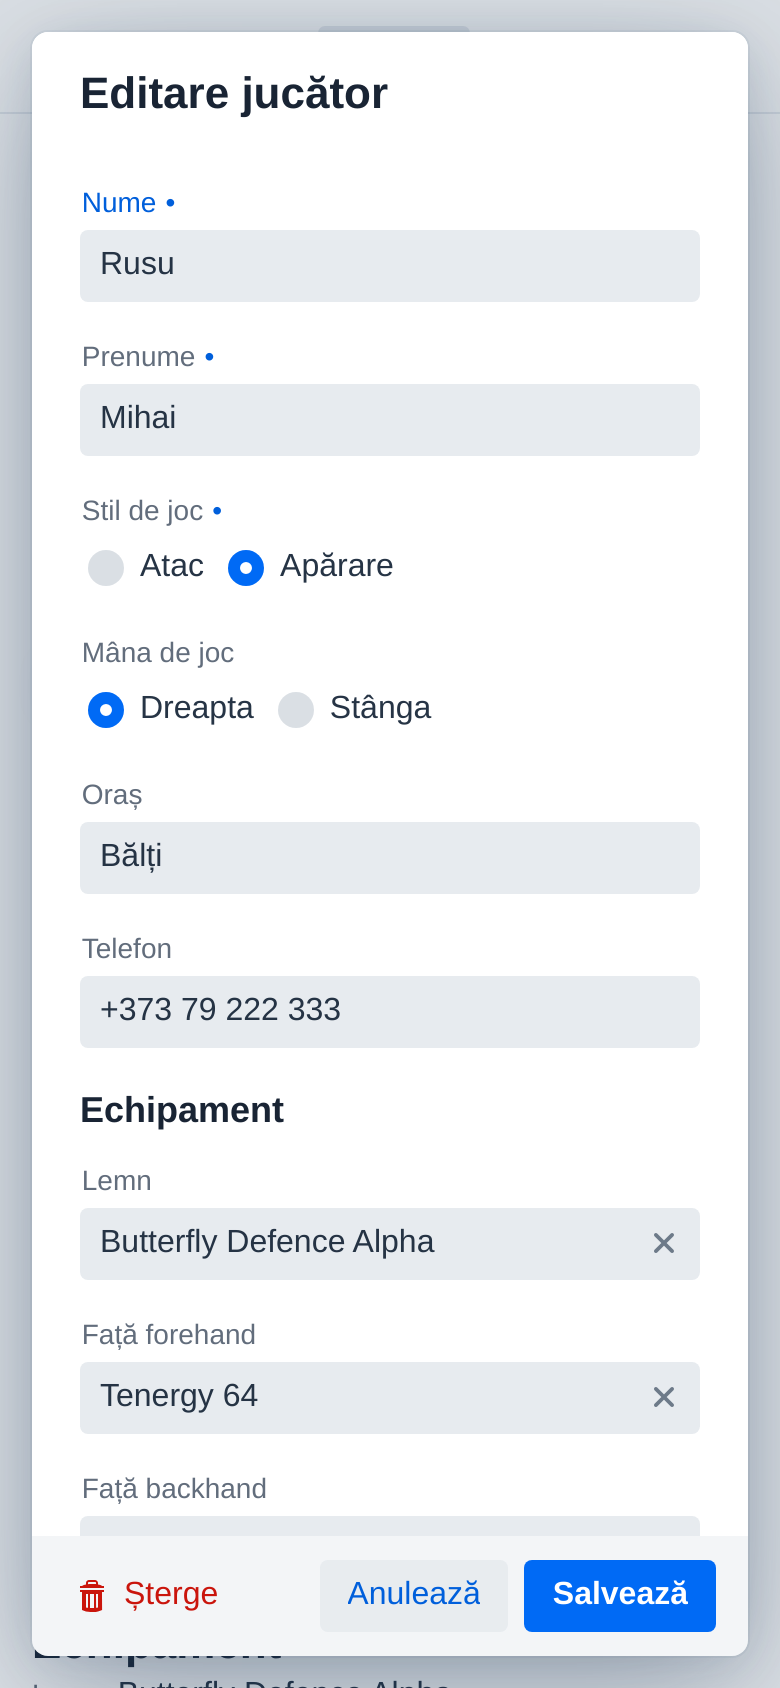 Editare jucător
Nume •
Rusu
Prenume •
Mihai
Stil de joc •
Atac Apărare
Mâna de joc
Dreapta Stânga
Oraș
Bălți
Telefon
+373 79 222 333
Echipament
Lemn
Butterfly Defence Alpha
Față forehand
Tenergy 64
Față backhand
Șterge Anulează Salvează